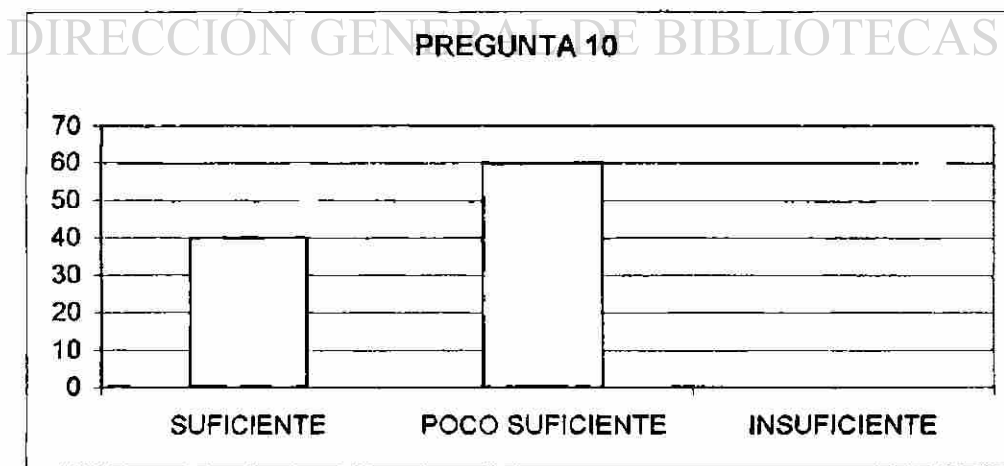 DIRECCIÓN GENERAL DE BIBLIOTECAS
PREGUNTA 10
70
60
50
40
30
20
10
0
SUFICIENTE POCO SUFICIENTE INSUFICIENTE